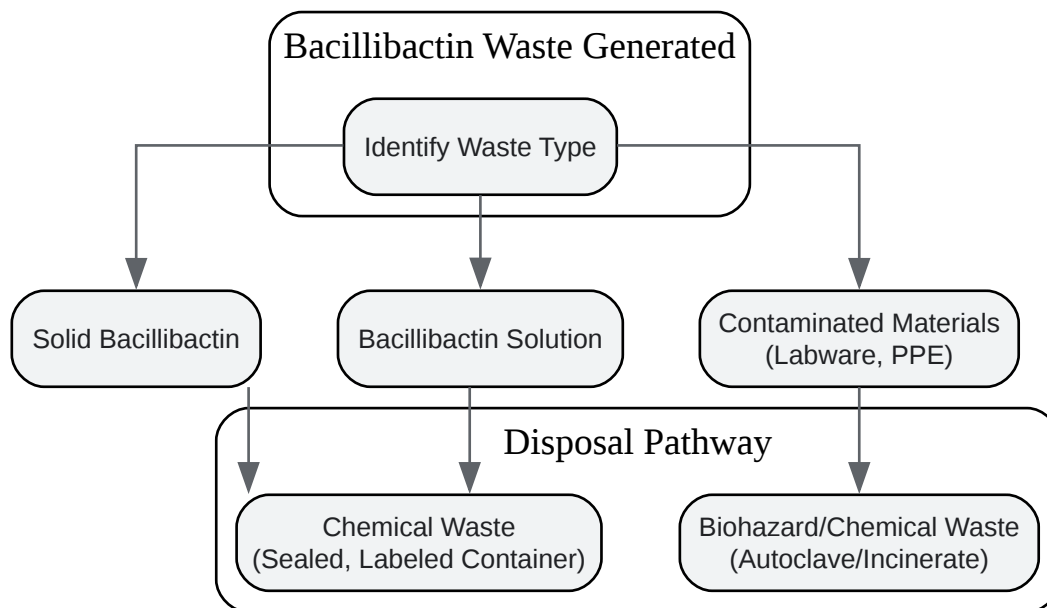 Bacillibactin Waste Generated
Identify Waste Type
Solid Bacillibactin
Bacillibactin Solution
Contaminated Materials
(Labware, PPE)
Disposal Pathway
Chemical Waste
(Sealed, Labeled Container)
Biohazard/Chemical Waste
(Autoclave/Incinerate)